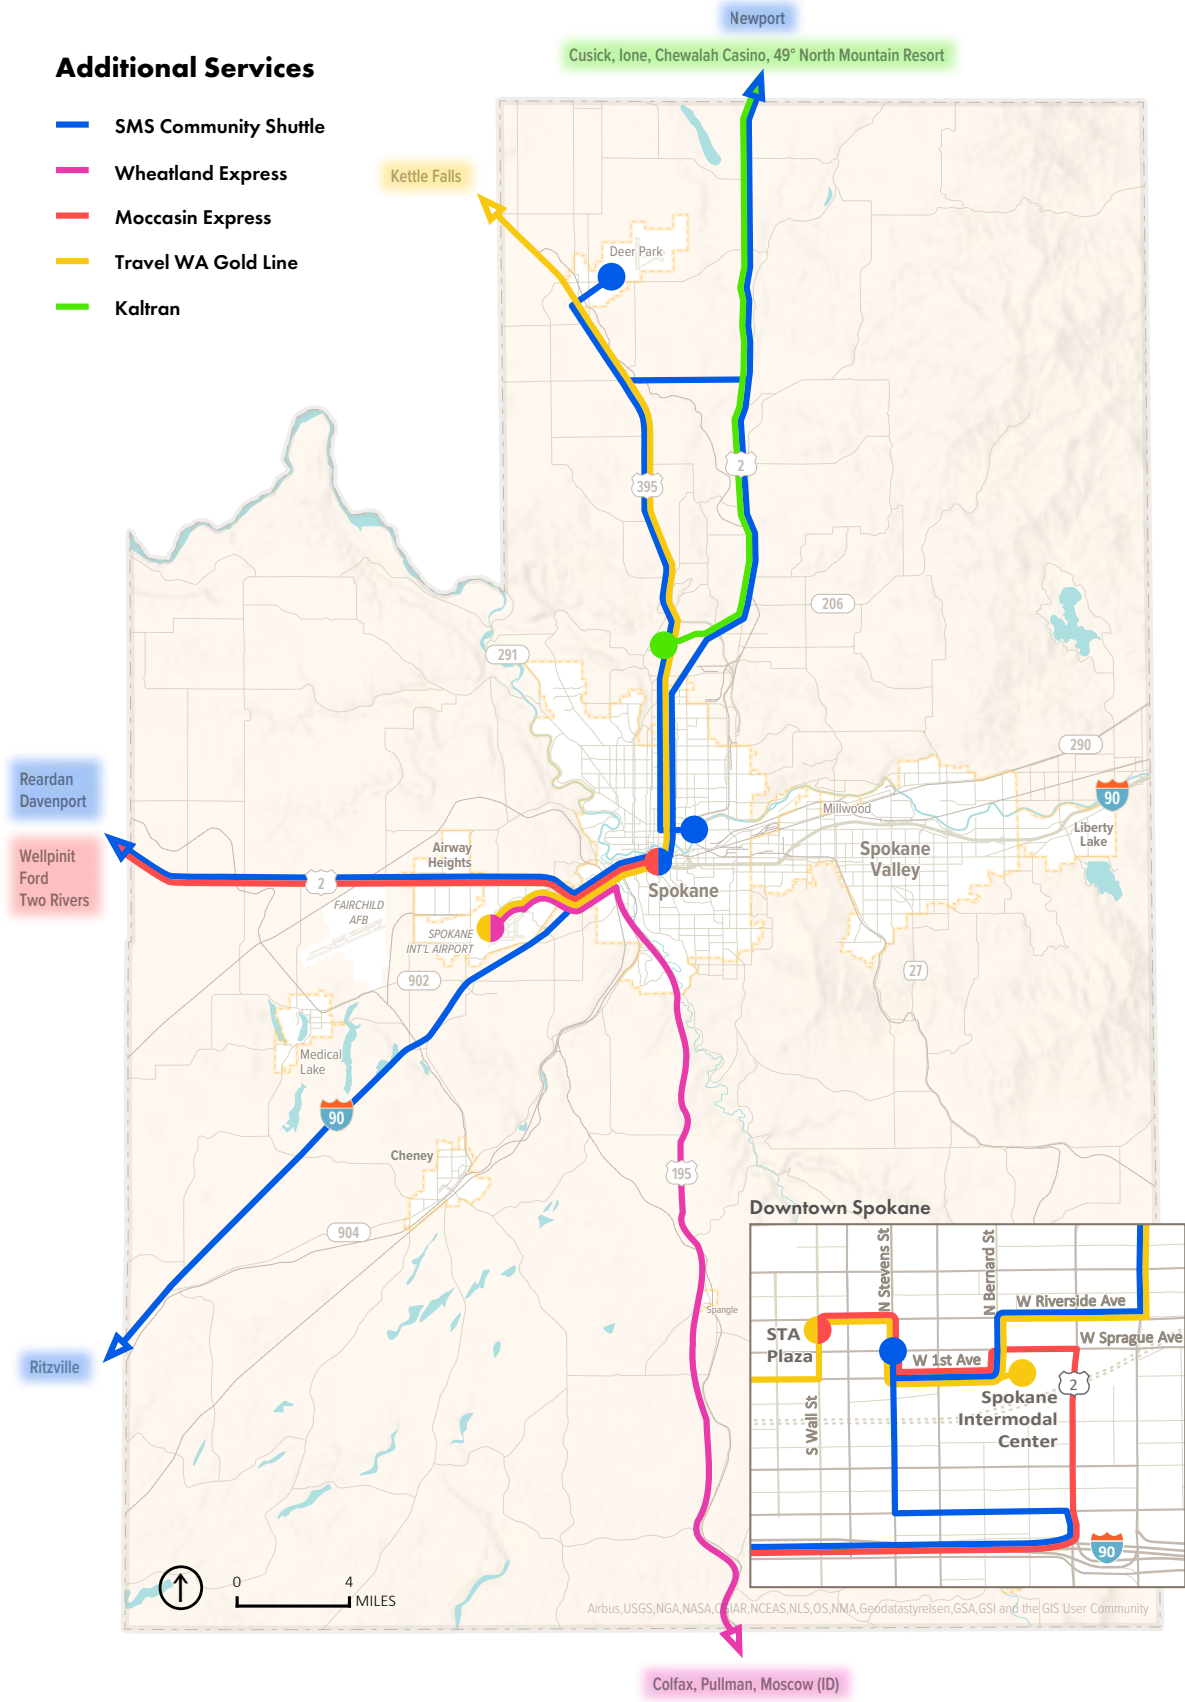 Newport
Cusick, Ione, Chewalah Casino, 49° North Mountain Resort
Additional Services
SMS Community Shuttle
Wheatland Express
Moccasin Express
Travel WA Gold Line
Kaltran
Kettle Falls
Deer Park
2
395
206
291
290
90
Reardan
Davenport
Millwood
Liberty
Lake
Airway
Heights
Spokane
Valley
Wellpinit
Ford
Two Rivers
2
Spokane
FAIRCHILD
AFB
SPOKANE
INT'L AIRPORT
902
27
Medical
Lake
90
Cheney
195
904
Spangle
Ritzville
Downtown Spokane
N Stevens St
N Bernard St
W Riverside Ave
STA
Plaza
W Sprague Ave
W 1st Ave
2
S Wall St
Spokane
Intermodal
Center
90
0
4
MILES
Airbus,USGS,NGA,NASA,CGIAR,NCEAS,NLS,OS,NMA,Geodatastyrelsen,GSA,GSI and the GIS User Community
Colfax, Pullman, Moscow (ID)